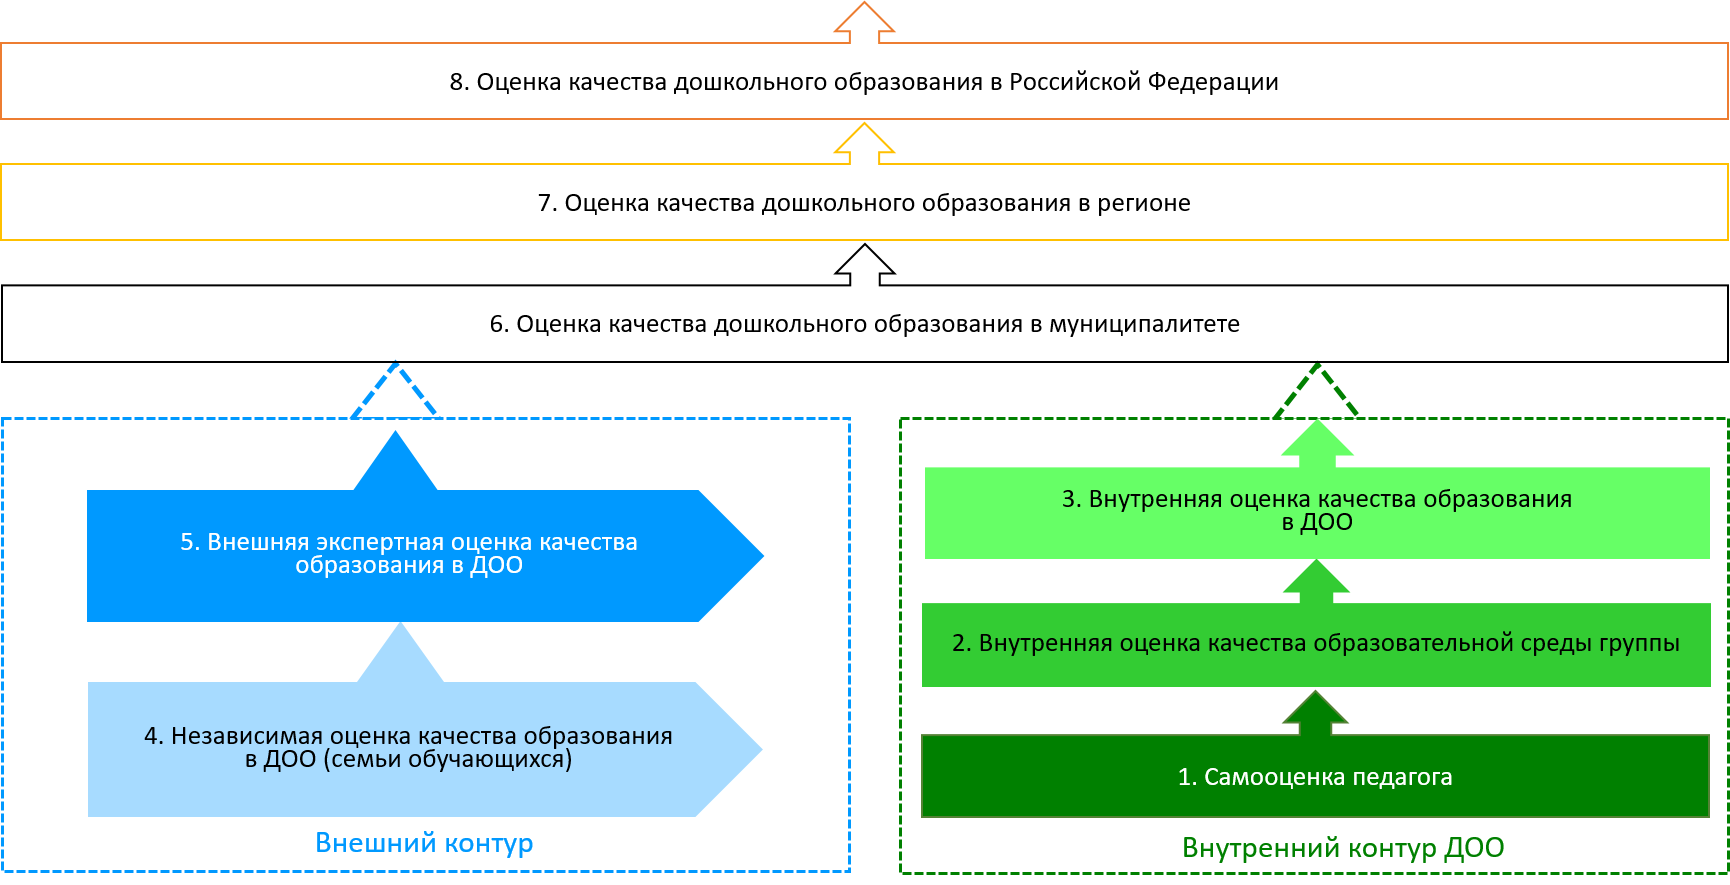 8. Оценка качества дошкольного образования в Российской Федерации
7. Оценка качества дошкольного образования в регионе
6. Оценка качества дошкольного образования в муниципалитете
5. Внешняя экспертная оценка качества
образования в ДОО
4. Независимая оценка качества образования
в ДОО (семьи обучающихся)
Внешний контур
3. Внутренняя оценка качества образования
в ДОО
2. Внутренняя оценка качества образовательной среды группы
1. Самооценка педагога
Внутренний контур ДОО